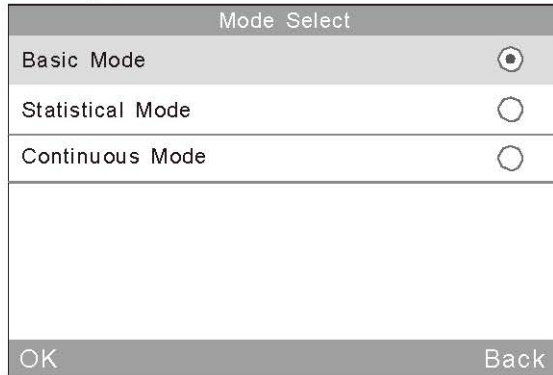 Mode Select
Basic Mode
Statistical Mode
Continuous Mode
OK Back